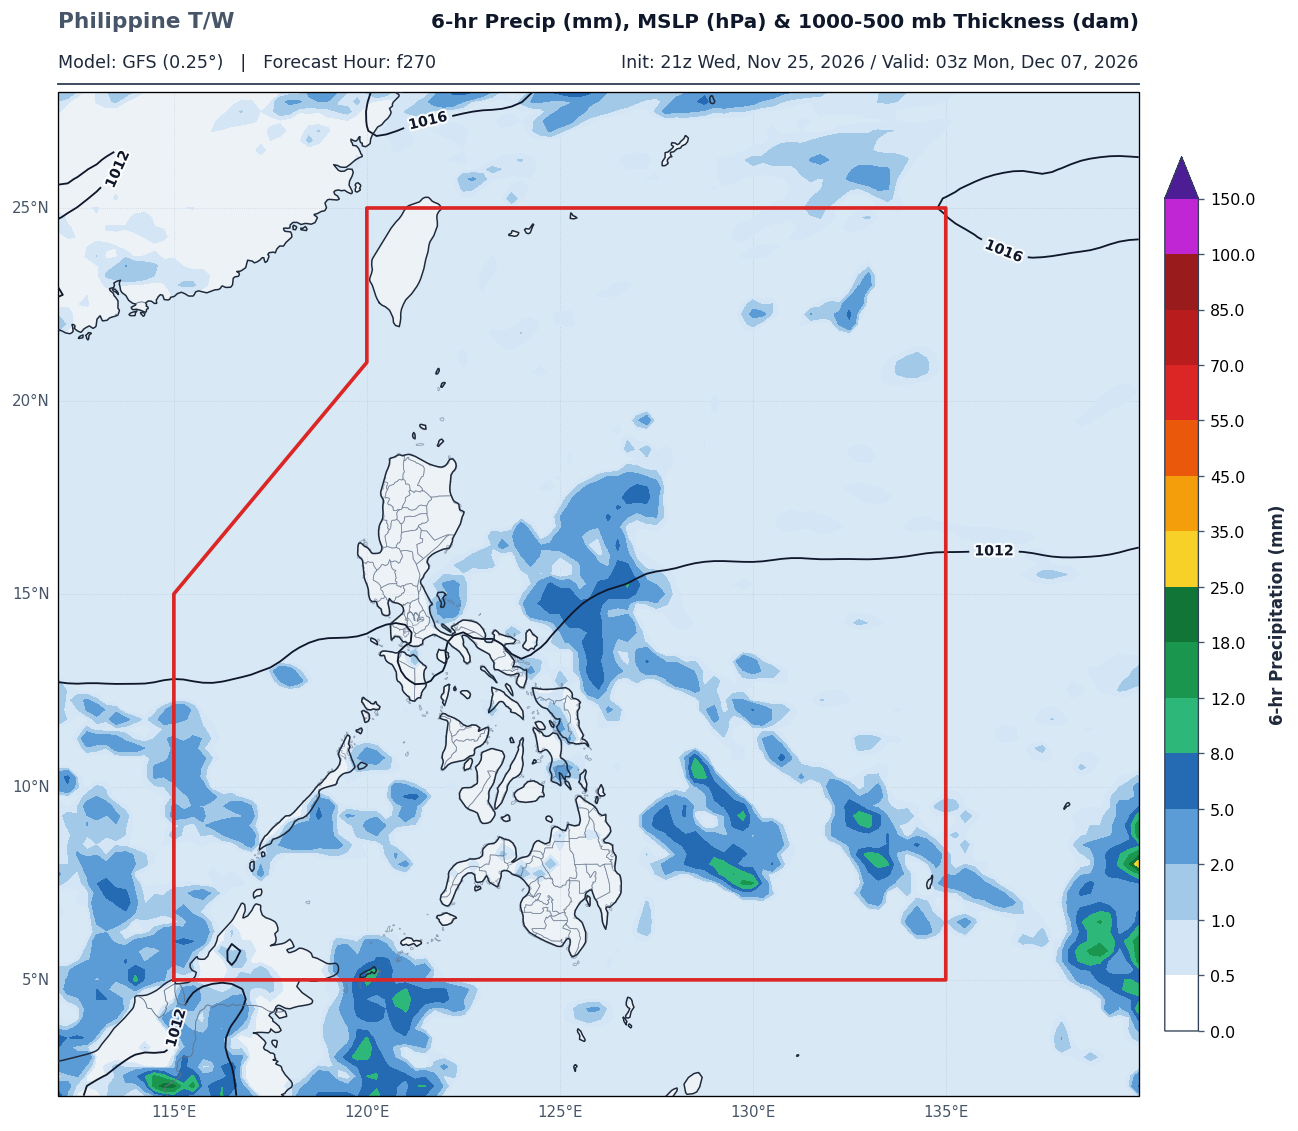 Philippine T/W
6-hr Precip (mm), MSLP (hPa) & 1000-500 mb Thickness (dam)
Model: GFS (0.25°) | Forecast Hour: f270
Init: 21z Wed, Nov 25, 2026 / Valid: 03z Mon, Dec 07, 2026
1016
1012
25°N
1016
20°N
1012
15°N
10°N
5°N
1012
115°E
120°E
125°E
130°E
135°E
150.0
100.0
85.0
70.0
55.0
45.0
35.0
25.0
18.0
12.0
8.0
5.0
2.0
1.0
0.5
0.0
6-hr Precipitation (mm)